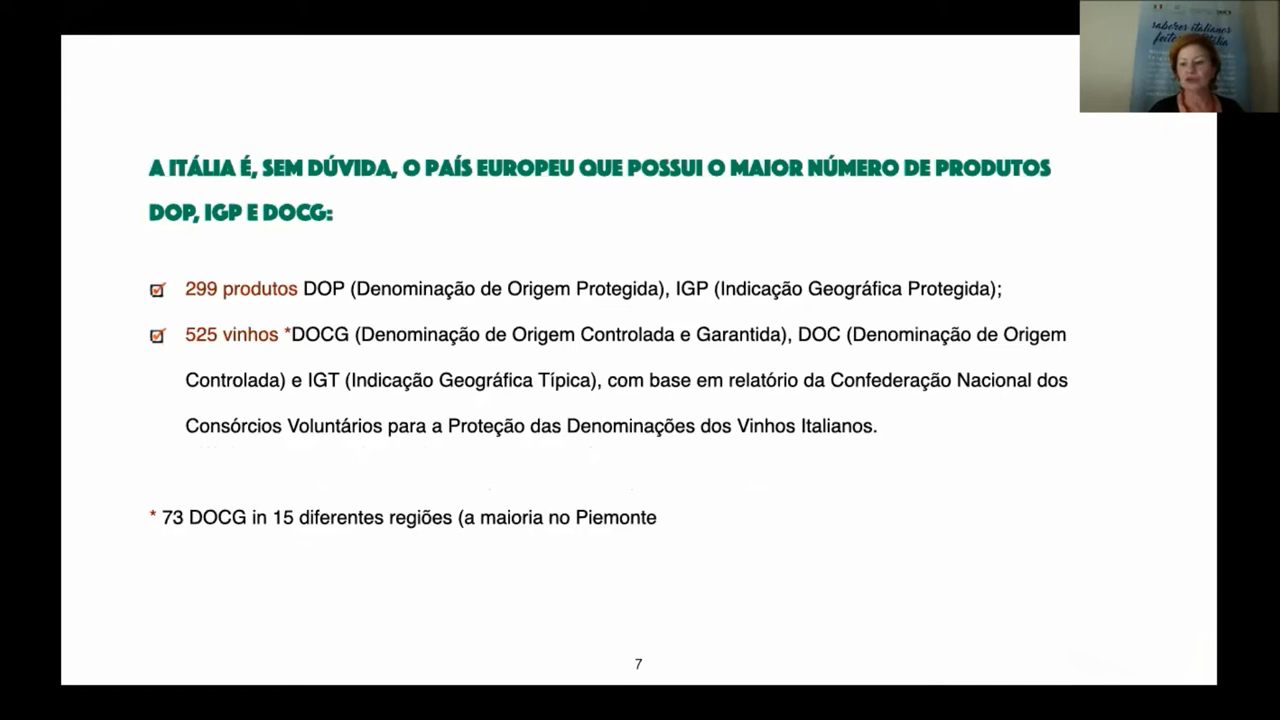 sabores italianos
A ITÁLIA É, SEM DÚVIDA, O PAÍS EUROPEU QUE POSSUI O MAIOR NÚMERO DE PRODUTOS
DOP, IGP E DOCG:
299 produtos DOP (Denominação de Origem Protegida), IGP (Indicação Geográfica Protegida);
525 vinhos *DOCG (Denominação de Origem Controlada e Garantida), DOC (Denominação de Origem
Controlada) e IGT (Indicação Geográfica Típica), com base em relatório da Confederação Nacional dos
Consórcios Voluntários para a Proteção das Denominações dos Vinhos Italianos.
* 73 DOCG in 15 diferentes regiões (a maioria no Piemonte
7